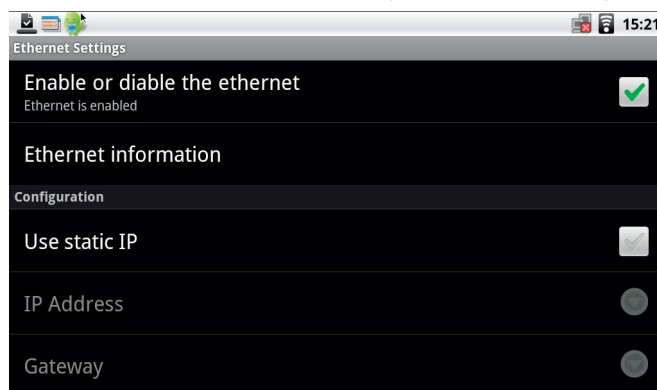 15:21
Ethernet Settings
Enable or diable the ethernet
Ethernet is enabled
Ethernet information
Configuration
Use static IP
IP Address
Gateway